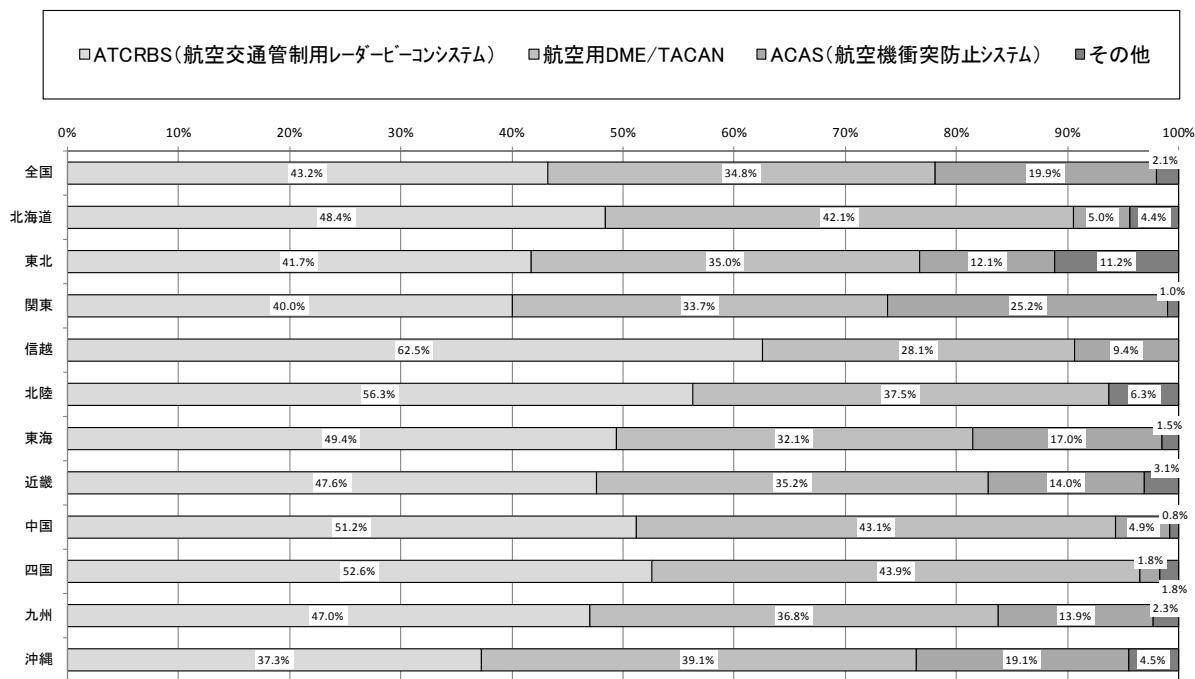 □ATCRBS(航空交通管制用レーダービーコンシステム) ■航空用DME/TACAN ■ACAS(航空機衝突防止システム) ■その他
0% 10% 20% 30% 40% 50% 60% 70% 80% 90% 100%
全国 43.2% 34.8% 19.9% 2.1%
北海道 48.4% 42.1% 5.0% 4.4%
東北 41.7% 35.0% 12.1% 11.2%
関東 40.0% 33.7% 25.2% 1.0%
信越 62.5% 28.1% 9.4%
北陸 56.3% 37.5% 6.3%
東海 49.4% 32.1% 17.0% 1.5%
近畿 47.6% 35.2% 14.0% 3.1%
中国 51.2% 43.1% 4.9% 0.8%
四国 52.6% 43.9% 1.8% 1.8%
九州 47.0% 36.8% 13.9% 2.3%
沖縄 37.3% 39.1% 19.1% 4.5%